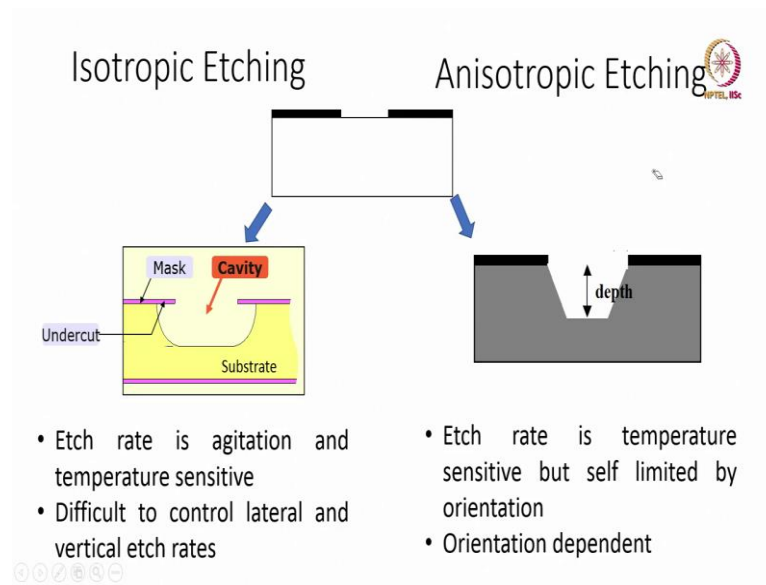 Isotropic Etching
Anisotropic Etching
NPTEL, IISc
Mask
Cavity
Undercut
Substrate
depth
• Etch rate is agitation and
temperature sensitive
• Difficult to control lateral and
vertical etch rates
• Etch rate is temperature
sensitive but self limited by
orientation
• Orientation dependent